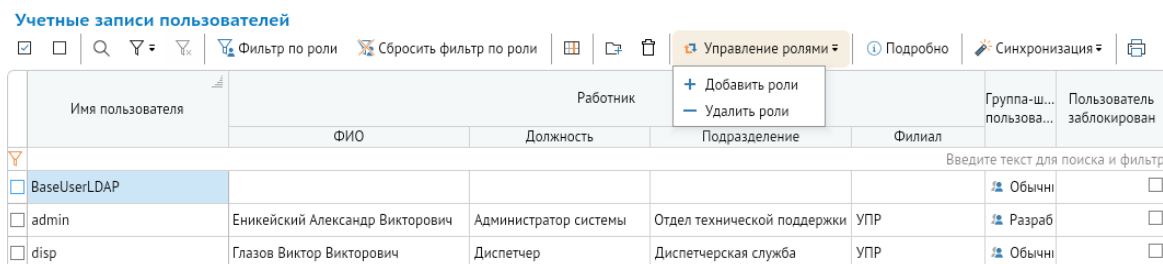 Учетные записи пользователей
Фильтр по роли Сбросить фильтр по роли Управление ролями Подробно Синхронизация
Добавить роли
Удалить роли
Имя пользователя Работник Группа-ш... пользова... Пользователь заблокирован
ФИО Должность Подразделение Филиал
Введите текст для поиска и фильтр
BaseUserLDAP Обычн
admin Еникейский Александр Викторович Администратор системы Отдел технической поддержки УПР Разраб
disp Глазов Виктор Викторович Диспетчер Диспетчерская служба УПР Обычн